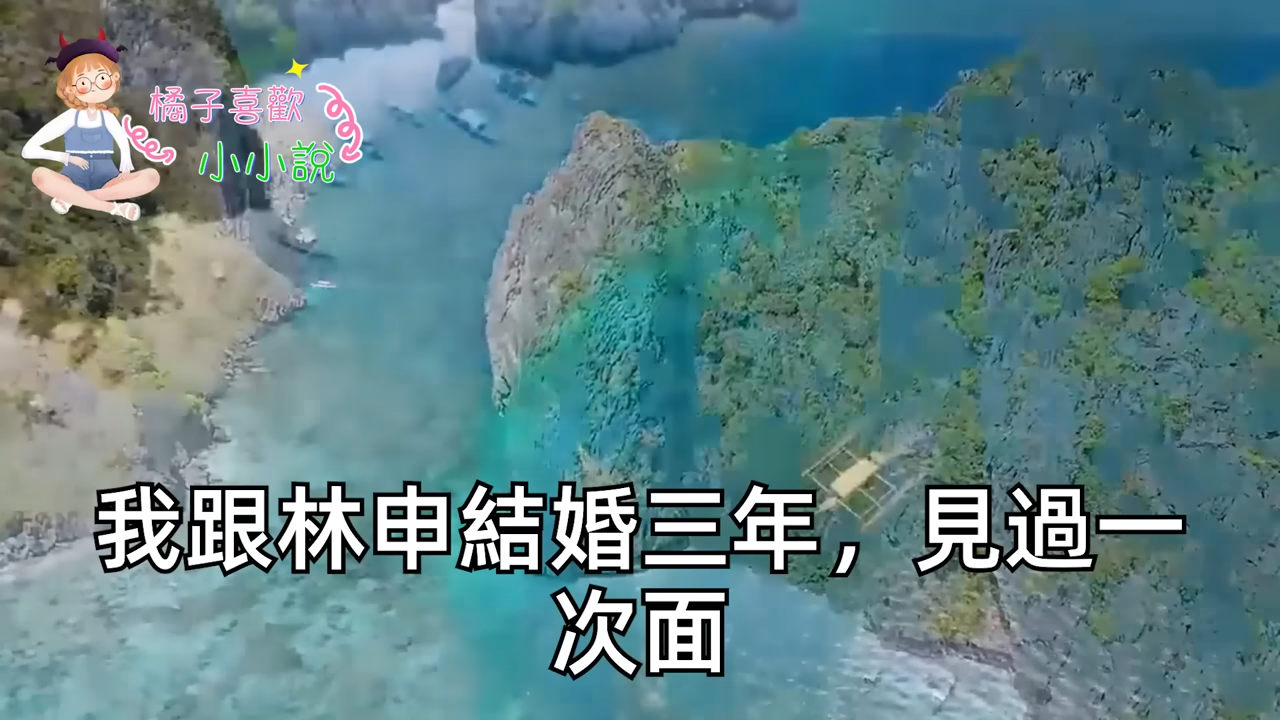 橘子喜歡
小小說
我跟林申結婚三年，見過一
次面